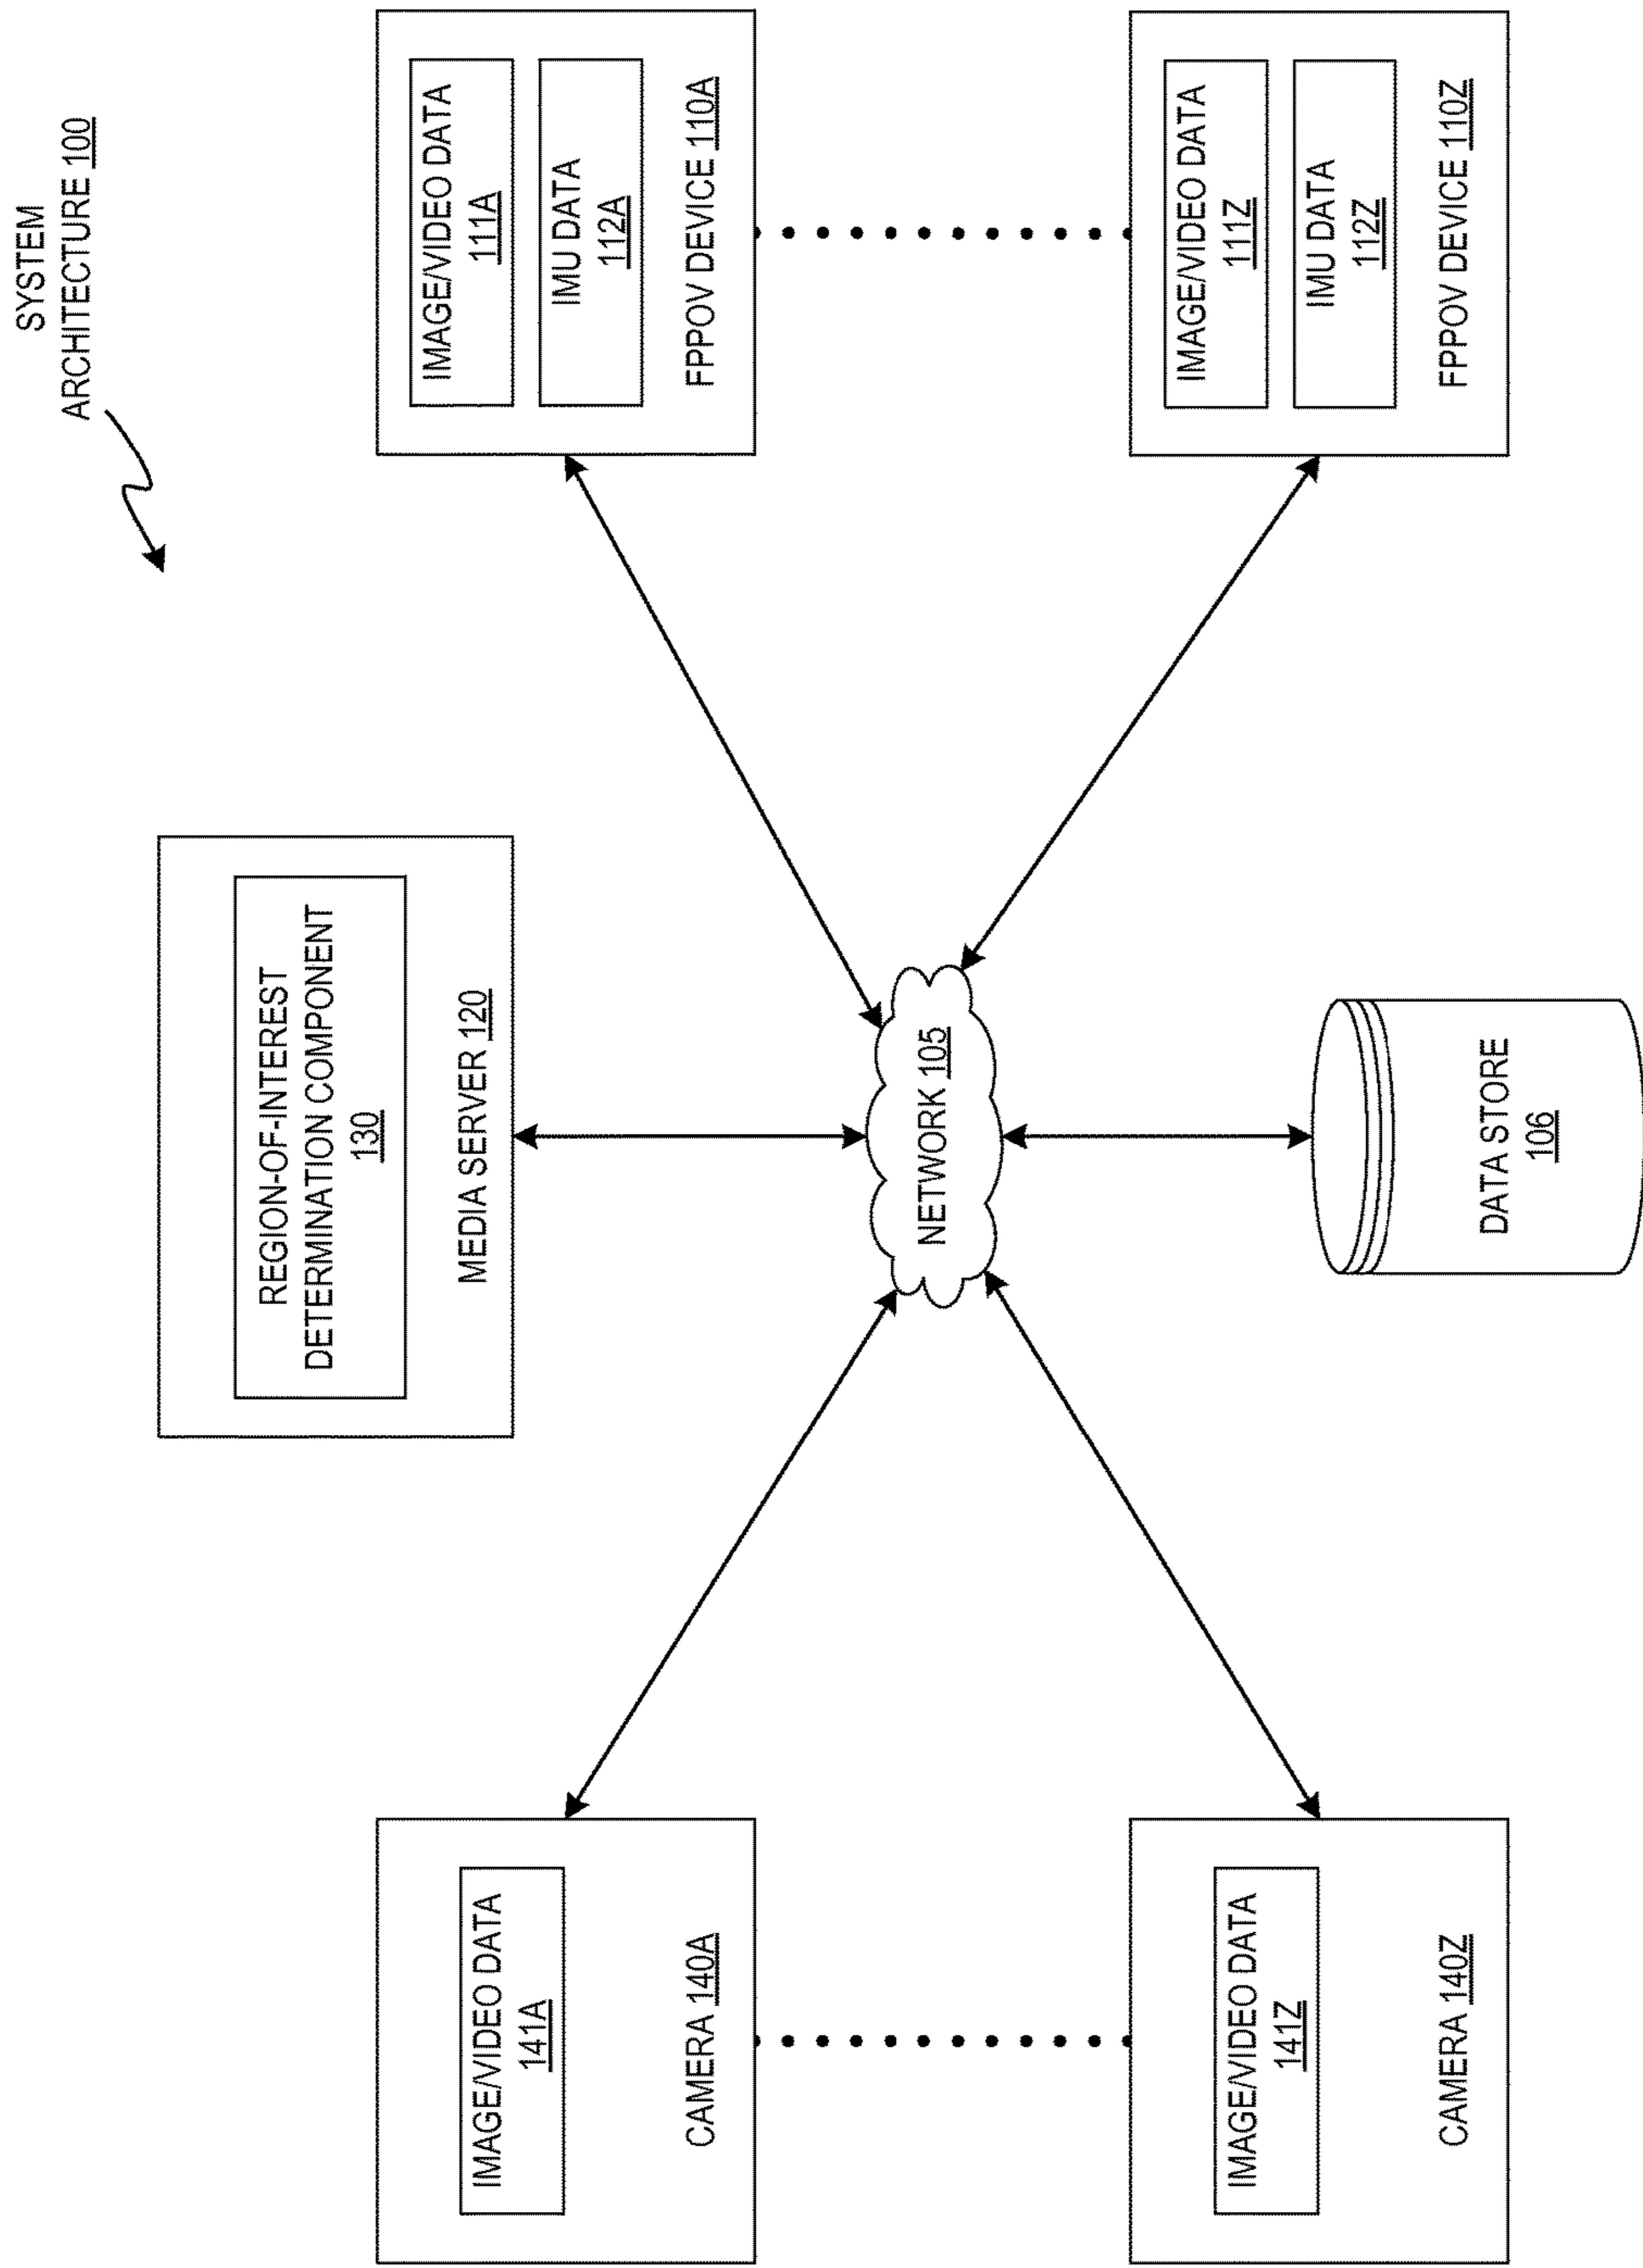 SYSTEM
ARCHITECTURE 100
REGION-OF-INTEREST
DETERMINATION COMPONENT
130
MEDIA SERVER 120
IMAGE/VIDEO DATA
141A
CAMERA 140A
IMAGE/VIDEO DATA
111A
IMU DATA
112A
FPPOV DEVICE 110A
NETWORK 105
IMAGE/VIDEO DATA
141Z
CAMERA 140Z
DATA STORE
106
IMAGE/VIDEO DATA
111Z
IMU DATA
112Z
FPPOV DEVICE 110Z